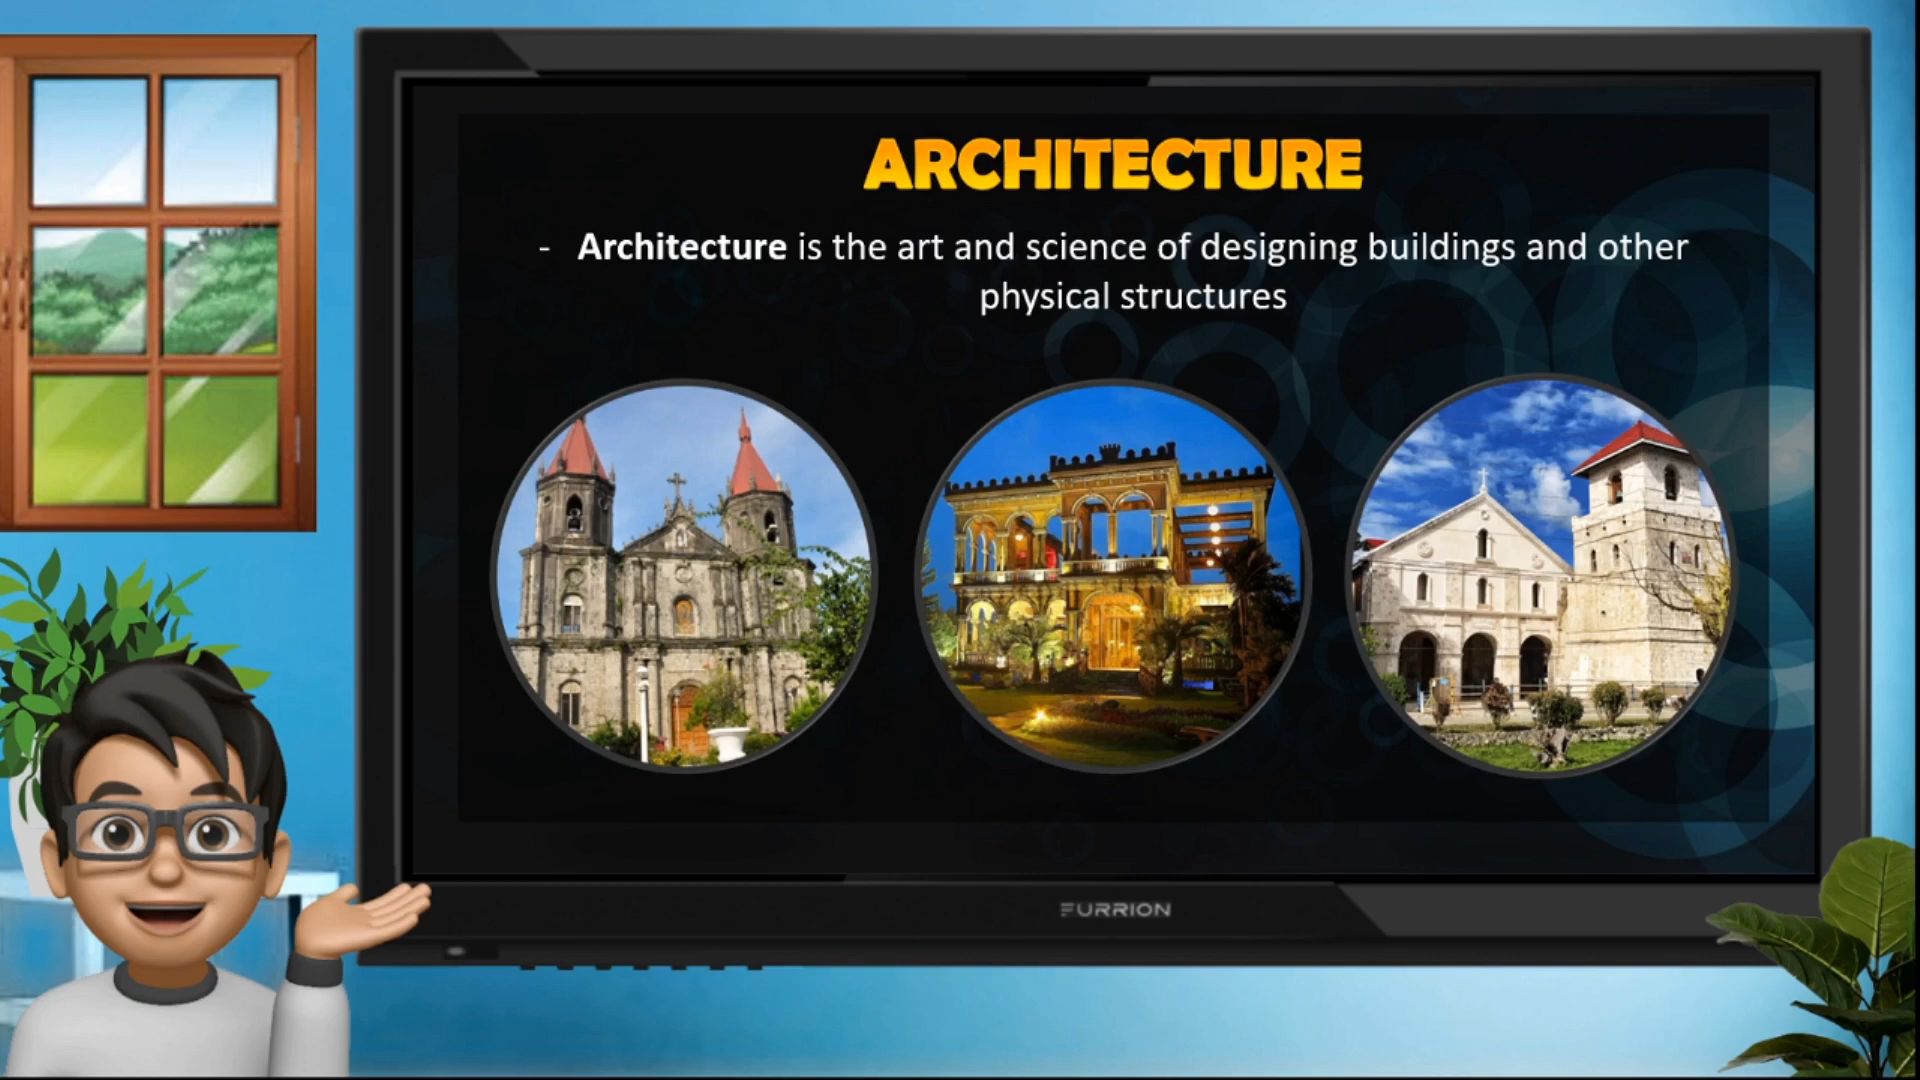 ARCHITECTURE
- Architecture is the art and science of designing buildings and other
physical structures
FURRION